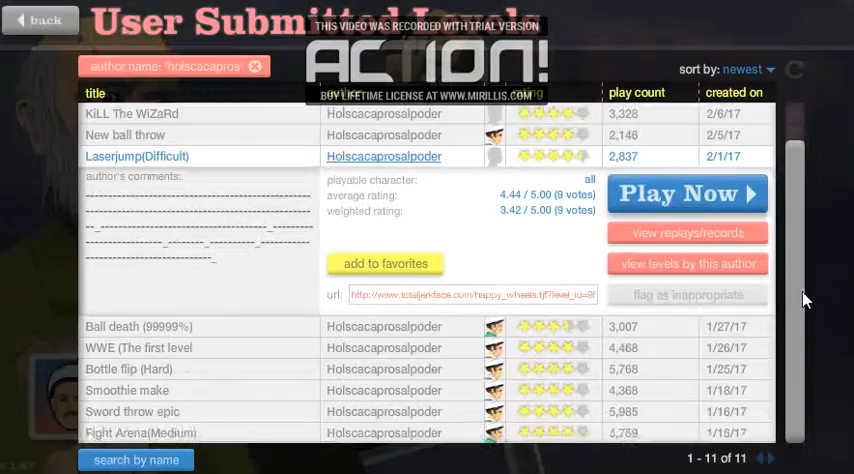 back
User Submitted Levels
THIS VIDEO WAS RECORDED WITH TRIAL VERSION
ACTION!
BUY LIFETIME LICENSE AT WWW.MIRILLIS.COM
author name: 'holscacapros'
sort by: newest
title author rating play count created on
KiLL The WiZaRd Holscacaprosalpoder 3,328 2/6/17
New ball throw Holscacaprosalpoder 2,146 2/5/17
Laserjump(Difficult) Holscacaprosalpoder 2,837 2/1/17
author's comments:
playable character: all
average rating: 4.44 / 5.00 (9 votes)
weighted rating: 3.42 / 5.00 (9 votes)
Play Now
view replays/records
add to favorites
view levels by this author
url: http://www.totaljerkface.com/happy_wheels.tjf?level_id=9
flag as inappropriate
Ball death (99999%) Holscacaprosalpoder 3,007 1/27/17
WWE (The first level Holscacaprosalpoder 4,468 1/26/17
Bottle flip (Hard) Holscacaprosalpoder 5,768 1/25/17
Smoothie make Holscacaprosalpoder 4,368 1/18/17
Sword throw epic Holscacaprosalpoder 5,985 1/16/17
Fight Arena(Medium) Holscacaprosalpoder 1/16/17
search by name
1 - 11 of 11